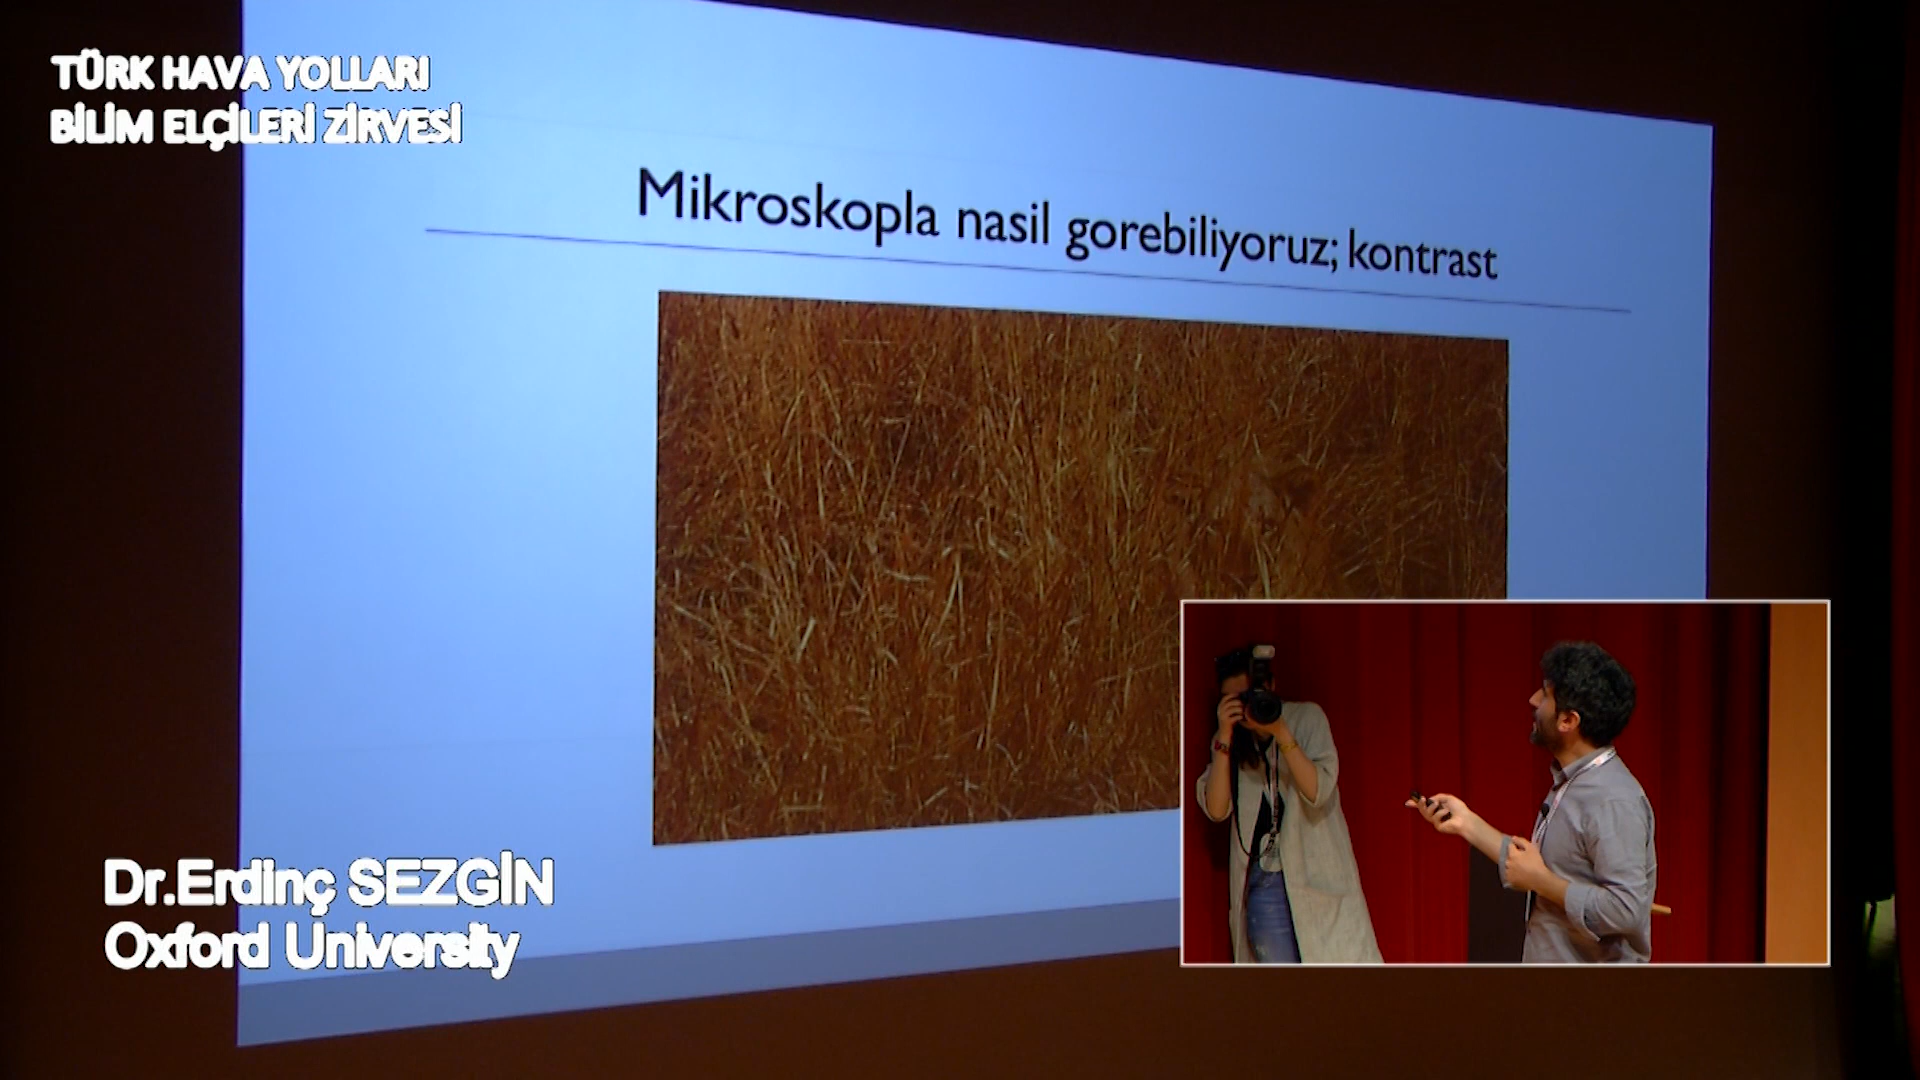 TÜRK HAVA YOLLARI
BİLİM ELÇİLERİ ZİRVESİ
Mikroskopla nasil gorebiliyoruz; kontrast
Dr.Erdinç SEZGİN
Oxford University